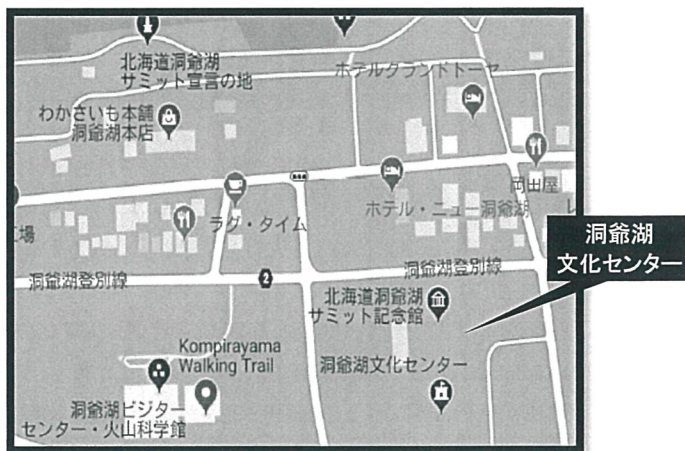 北海道洞爺湖
サミット宣言の地
ホテルグランドトーヤ
わかさいも本舗
洞爺湖本店
岡田屋
ラグ・タイム
ホテル・ニュー洞爺湖
レ
工場
洞爺湖
文化センター
洞爺湖登別線
2
洞爺湖登別線
北海道洞爺湖
サミット記念館
Kompirayama
Walking Trail
洞爺湖文化センター
洞爺湖ビジター
センター・火山科学館